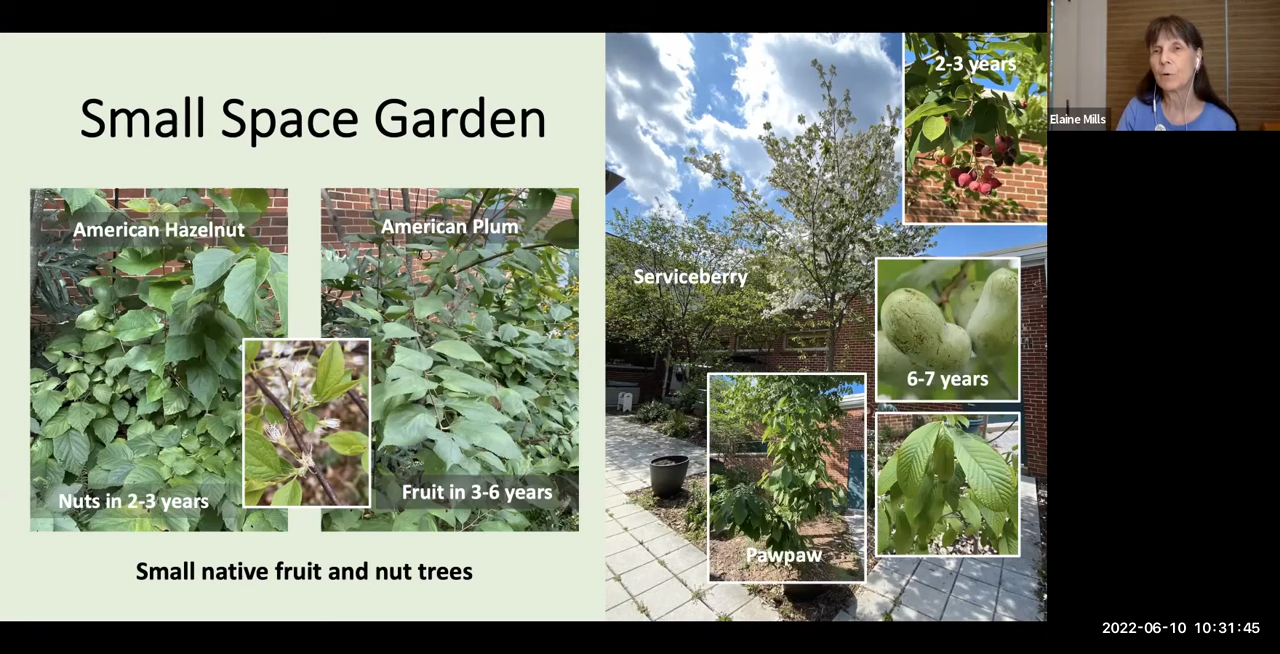 Small Space Garden
American Hazelnut
American Plum
Nuts in 2-3 years
Fruit in 3-6 years
Small native fruit and nut trees
2-3 years
Serviceberry
6-7 years
Pawpaw
Elaine Mills
2022-06-10 10:31:45